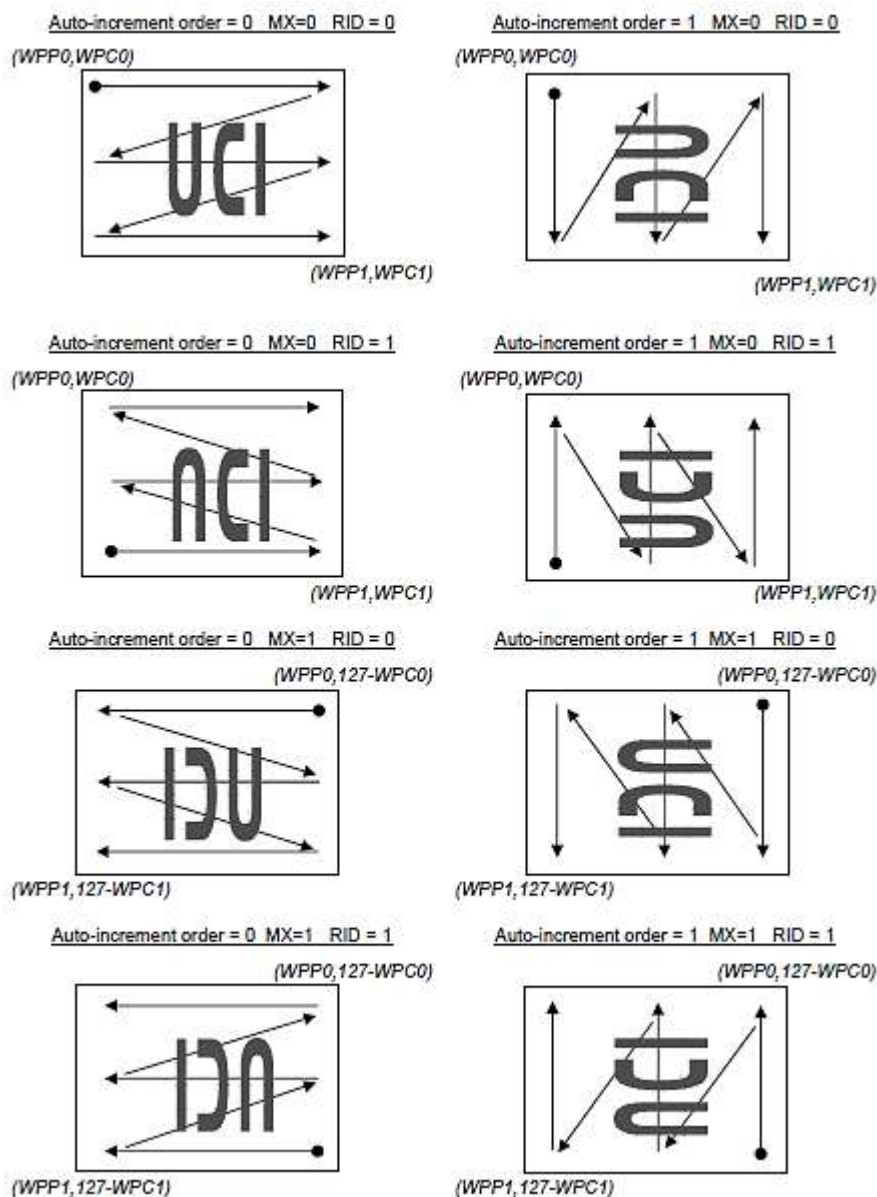 Auto-increment order = 0 MX=0 RID = 0
(WPP0,WPC0)
UCI
(WPP1,WPC1)
Auto-increment order = 1 MX=0 RID = 0
(WPP0,WPC0)
UCI
(WPP1,WPC1)
Auto-increment order = 0 MX=0 RID = 1
(WPP0,WPC0)
UCI
(WPP1,WPC1)
Auto-increment order = 1 MX=0 RID = 1
(WPP0,WPC0)
UCI
(WPP1,WPC1)
Auto-increment order = 0 MX=1 RID = 0
(WPP0,127-WPC0)
UCI
(WPP1,127-WPC1)
Auto-increment order = 1 MX=1 RID = 0
(WPP0,127-WPC0)
UCI
(WPP1,127-WPC1)
Auto-increment order = 0 MX=1 RID = 1
(WPP0,127-WPC0)
UCI
(WPP1,127-WPC1)
Auto-increment order = 1 MX=1 RID = 1
(WPP0,127-WPC0)
UCI
(WPP1,127-WPC1)